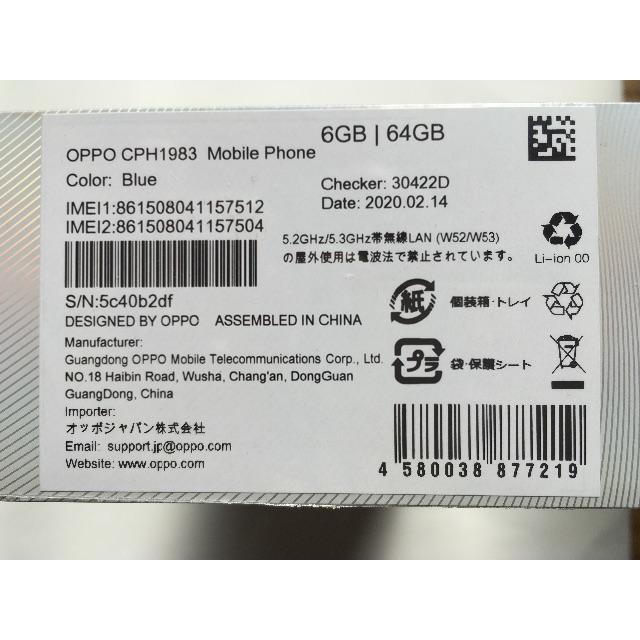 OPPO CPH1983 Mobile Phone
6GB | 64GB
Color: Blue
Checker: 30422D
Date: 2020.02.14
IMEI1:861508041157512
IMEI2:861508041157504
5.2GHz/5.3GHz帯無線LAN (W52/W53)
の屋外使用は電波法で禁止されています。
Li-ion 00
S/N:5c40b2df
DESIGNED BY OPPO ASSEMBLED IN CHINA
紙 個装箱・トレイ
プラ 袋・保護シート
Manufacturer:
Guangdong OPPO Mobile Telecommunications Corp., Ltd.
NO.18 Haibin Road, Wusha, Chang'an, DongGuan
GuangDong, China
Importer:
オッポジャパン株式会社
Email: support.jp@oppo.com
Website: www.oppo.com
4 580038 877219